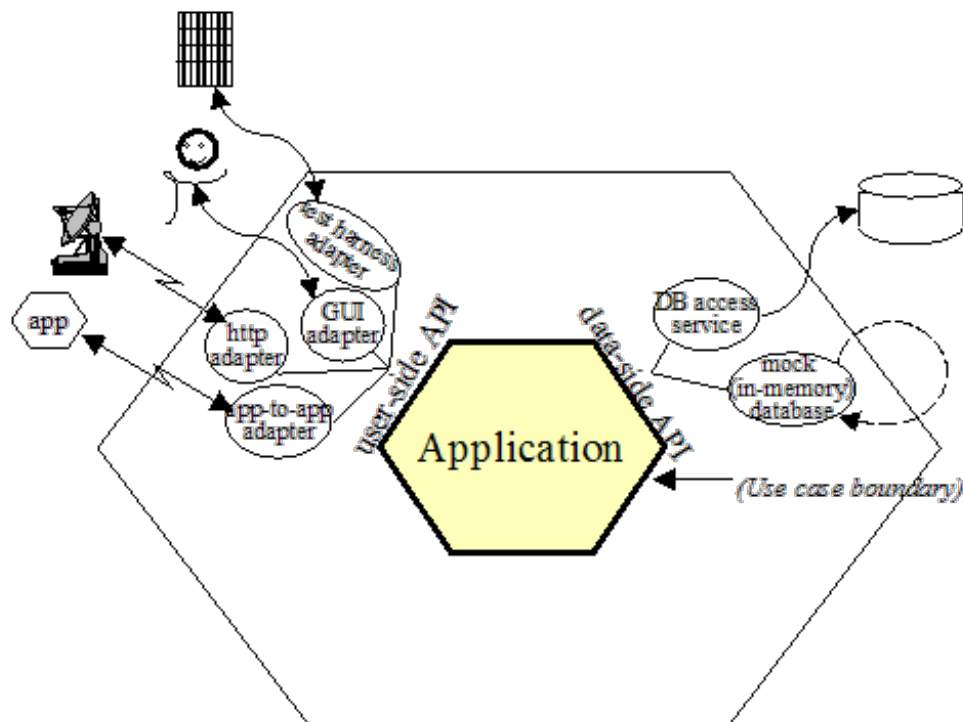 test harness
adapter
GUI
adapter
http
adapter
app
app-to-app
adapter
user-side API
data-side API
DB access
service
mock
(in-memory)
database
Application
(Use case boundary)